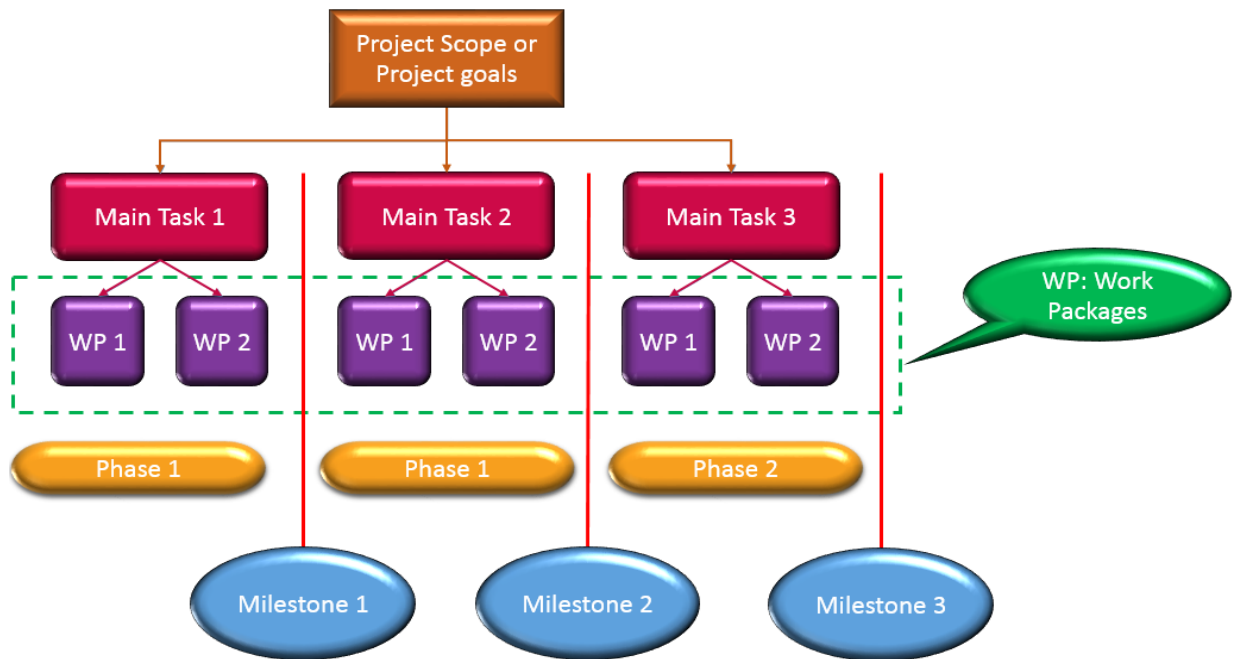 Project Scope or
Project goals
Main Task 1
Main Task 2
Main Task 3
WP: Work
Packages
WP 1
WP 2
WP 1
WP 2
WP 1
WP 2
Phase 1
Phase 1
Phase 2
Milestone 1
Milestone 2
Milestone 3